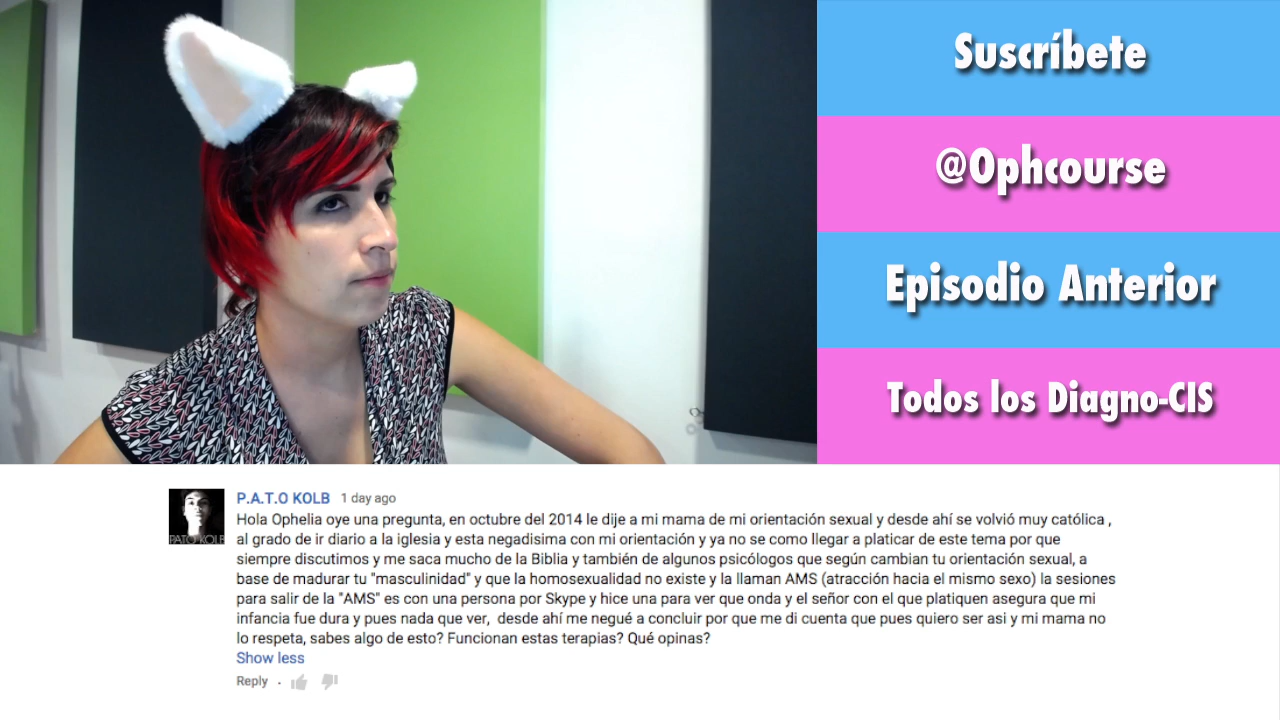 Suscríbete
@Ophcourse
Episodio Anterior
Todos los Diagno-CIS
PATO KOLB
P.A.T.O KOLB 1 day ago
Hola Ophelia oye una pregunta, en octubre del 2014 le dije a mi mama de mi orientación sexual y desde ahí se volvió muy católica ,
al grado de ir diario a la iglesia y esta negadisima con mi orientación y ya no se como llegar a platicar de este tema por que
siempre discutimos y me saca mucho de la Biblia y también de algunos psicólogos que según cambian tu orientación sexual, a
base de madurar tu "masculinidad" y que la homosexualidad no existe y la llaman AMS (atracción hacia el mismo sexo) la sesiones
para salir de la "AMS" es con una persona por Skype y hice una para ver que onda y el señor con el que platiquen asegura que mi
infancia fue dura y pues nada que ver, desde ahí me negué a concluir por que me di cuenta que pues quiero ser asi y mi mama no
lo respeta, sabes algo de esto? Funcionan estas terapias? Qué opinas?
Show less
Reply ·